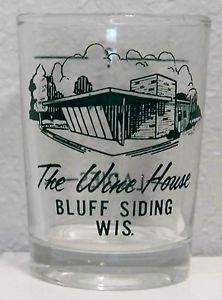 The Wine House
BLUFF SIDING
WIS.